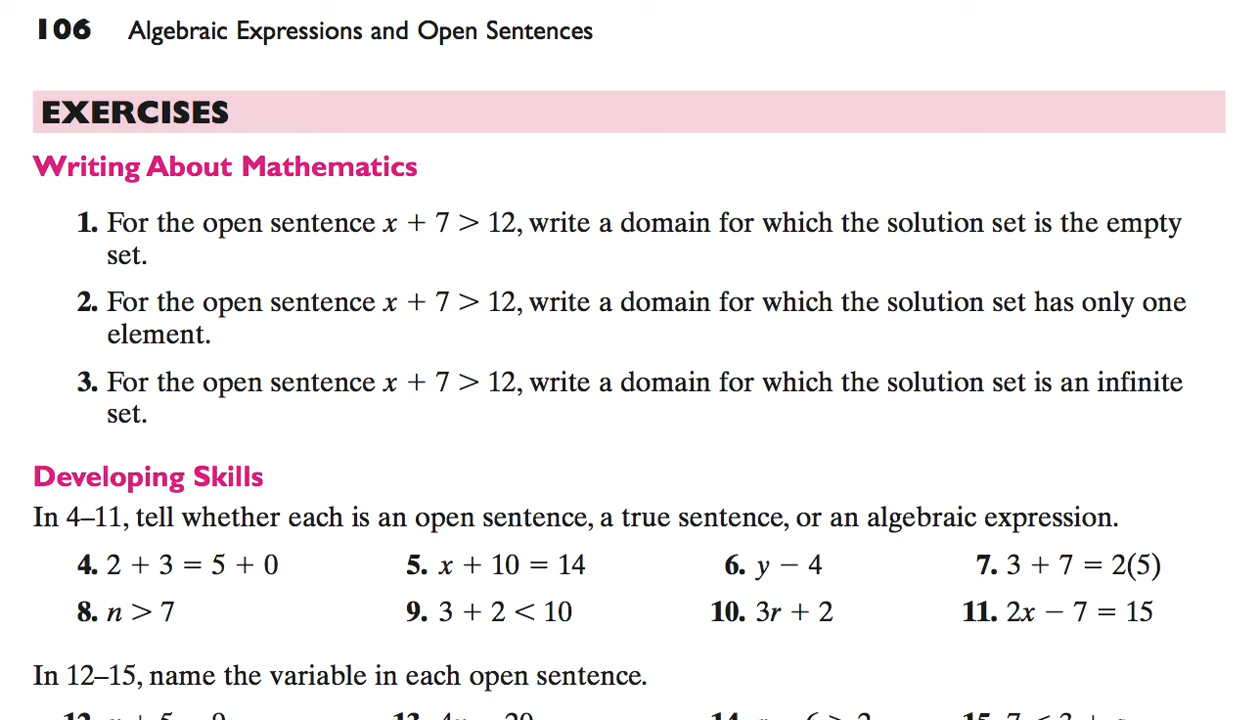 106 Algebraic Expressions and Open Sentences
EXERCISES
Writing About Mathematics
1. For the open sentence x + 7 > 12, write a domain for which the solution set is the empty
set.
2. For the open sentence x + 7 > 12, write a domain for which the solution set has only one
element.
3. For the open sentence x + 7 > 12, write a domain for which the solution set is an infinite
set.
Developing Skills
In 4–11, tell whether each is an open sentence, a true sentence, or an algebraic expression.
4. 2 + 3 = 5 + 0 5. x + 10 = 14 6. y − 4 7. 3 + 7 = 2(5)
8. n > 7 9. 3 + 2 < 10 10. 3r + 2 11. 2x − 7 = 15
In 12–15, name the variable in each open sentence.